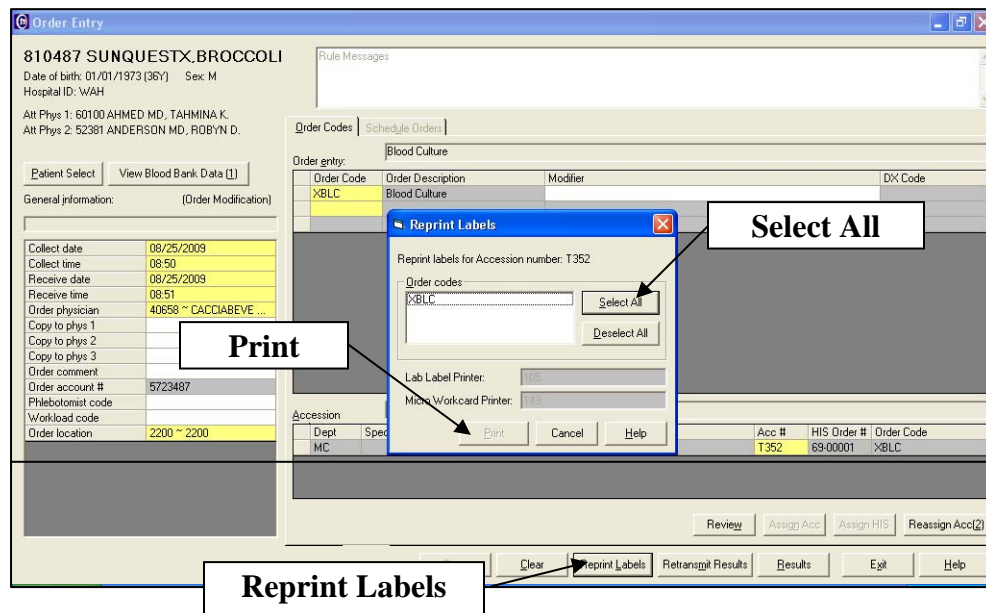 Order Entry
810487 SUNQUESTX,BROCCOLI
Date of birth: 01/01/1973 (36Y) Sex: M
Hospital ID: WAH
Att Phys 1: 60100 AHMED MD, TAHMINA K.
Att Phys 2: 52381 ANDERSON MD, ROBYN D.
Rule Messages
Patient Select View Blood Bank Data (1)
General information: (Order Modification)
Collect date 08/25/2009
Collect time 08:50
Receive date 08/25/2009
Receive time 08:51
Order physician 40658 ~ CACCIABEVE ...
Copy to phys 1
Copy to phys 2
Copy to phys 3
Order comment
Order account # 5723487
Phlebotomist code
Workload code
Order location 2200 ~ 2200
Order Codes Schedule Orders
Blood Culture
Order entry:
Order Code Order Description Modifier DX Code
XBLC Blood Culture
Select All
Reprint Labels
Reprint labels for Accession number: T352
Order codes
XBLC
Select All
Deselect All
Print
Lab Label Printer: 105
Micro Workcard Printer: 143
Print Cancel Help
Accession
Dept Acc # HIS Order # Order Code
MC T352 69-00001 XBLC
Review Assign Acc Assign HIS Reassign Acc(2)
Clear Reprint Labels Retransmit Results Results Exit Help
Reprint Labels